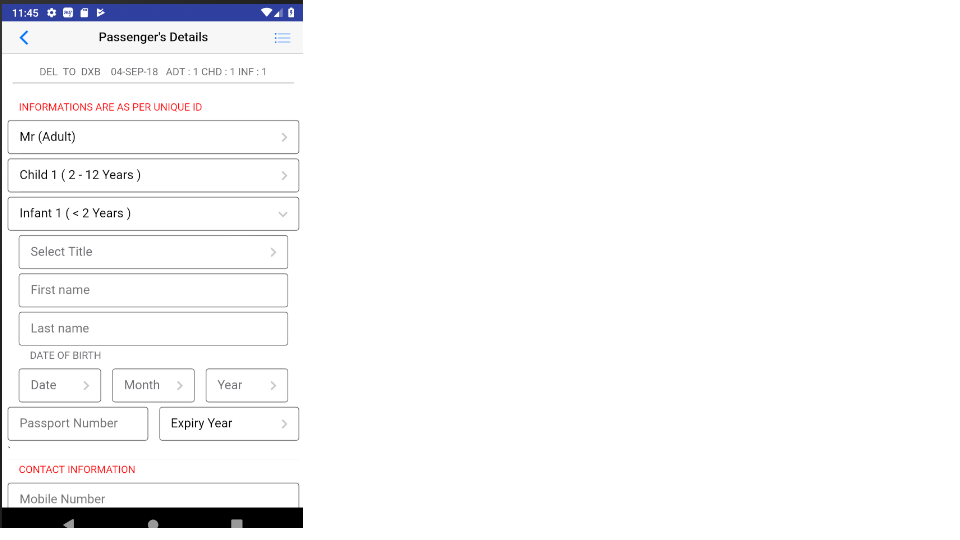 11:45
Passenger's Details
DEL TO DXB 04-SEP-18 ADT : 1 CHD : 1 INF : 1
INFORMATIONS ARE AS PER UNIQUE ID
Mr (Adult)
Child 1 ( 2 - 12 Years )
Infant 1 ( < 2 Years )
Select Title
First name
Last name
DATE OF BIRTH
Date Month Year
Passport Number Expiry Year
CONTACT INFORMATION
Mobile Number